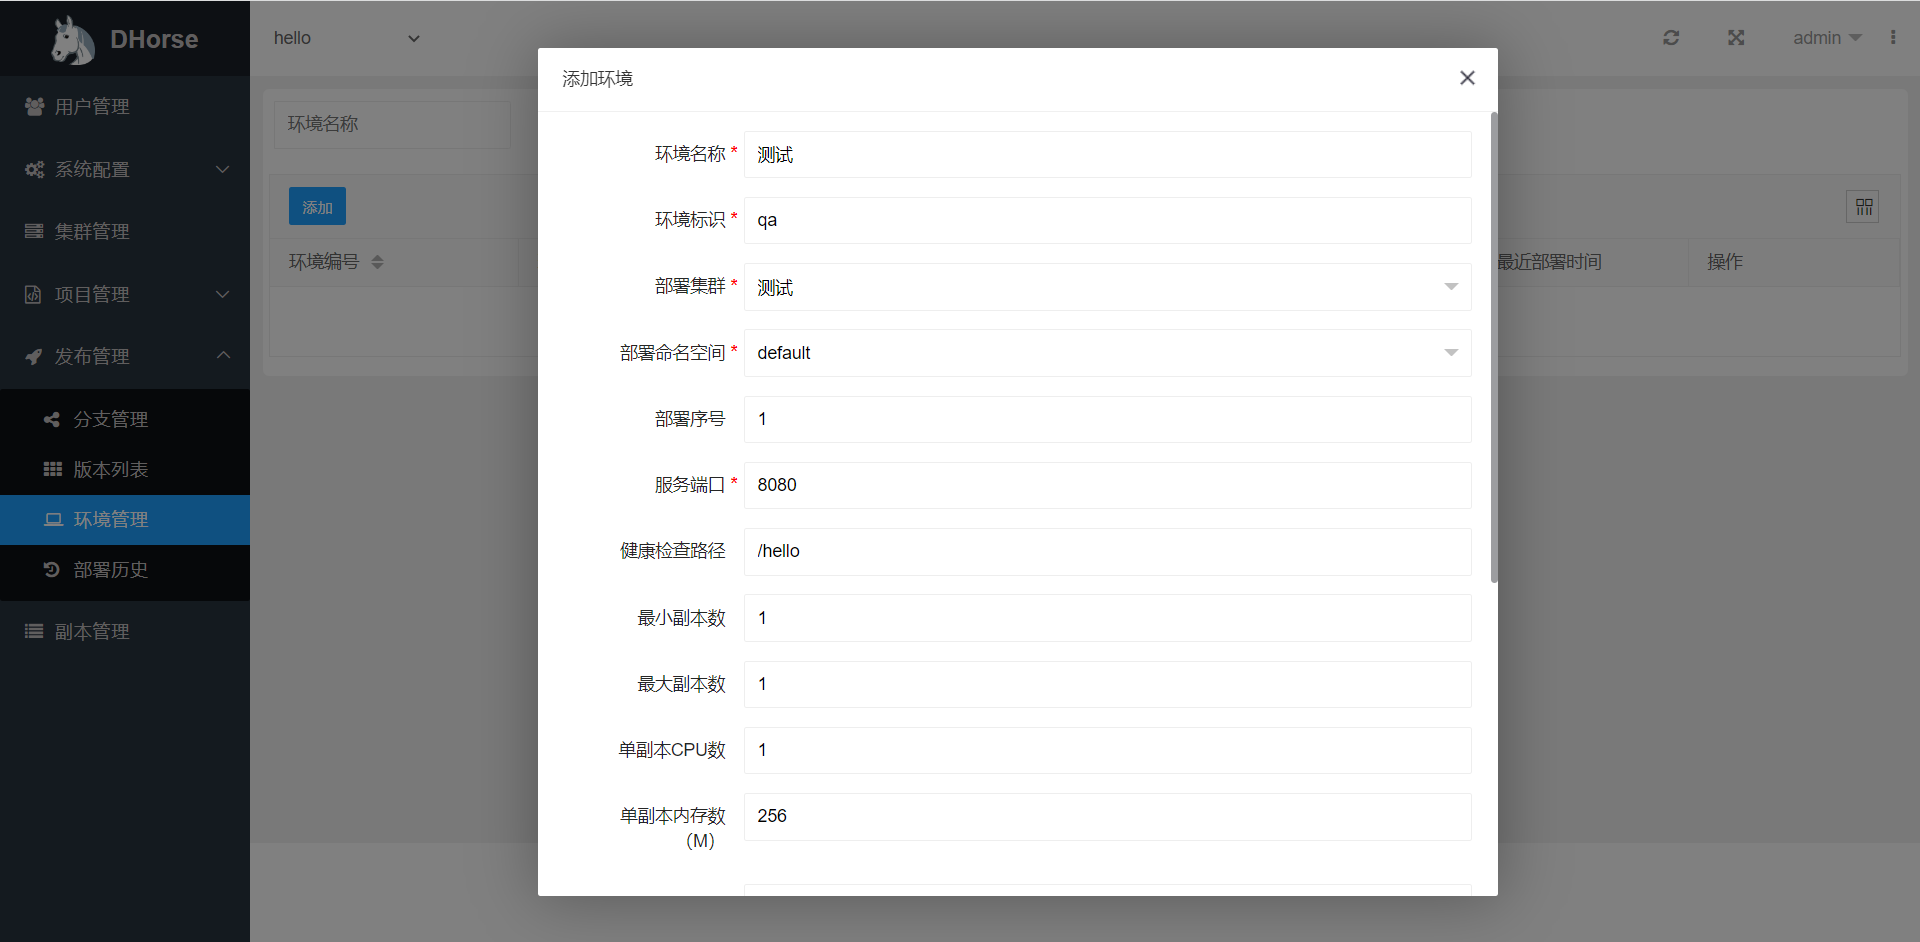 DHorse
hello
admin
用户管理
系统配置
集群管理
项目管理
发布管理
分支管理
版本列表
环境管理
部署历史
副本管理
环境名称
添加
环境编号
最近部署时间
操作
添加环境
环境名称 * 测试
环境标识 * qa
部署集群 * 测试
部署命名空间 * default
部署序号 1
服务端口 * 8080
健康检查路径 /hello
最小副本数 1
最大副本数 1
单副本CPU数 1
单副本内存数 256
（M）